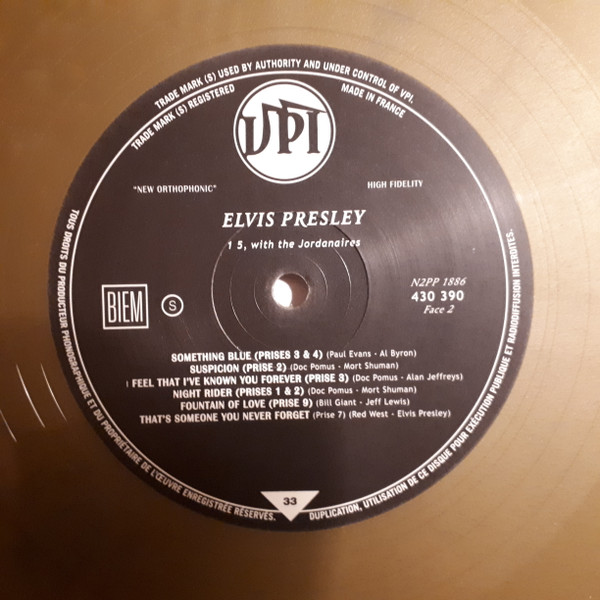 TRADE MARK (S) USED BY AUTHORITY AND UNDER CONTROL OF VPI.
TRADE MARK (S) REGISTERED
MADE IN FRANCE
VPI
"NEW ORTHOPHONIC"
HIGH FIDELITY
ELVIS PRESLEY
1 5, with the Jordanaires
N2PP 1886
BIEM
S
430 390
Face 2
SOMETHING BLUE (PRISES 3 & 4) (Paul Evans - Al Byron)
SUSPICION (PRISE 2) (Doc Pomus - Mort Shuman)
I FEEL THAT I'VE KNOWN YOU FOREVER (PRISE 3) (Doc Pomus - Alan Jeffreys)
NIGHT RIDER (PRISES 1 & 2) (Doc Pomus - Mort Shuman)
FOUNTAIN OF LOVE (PRISE 9) (Bill Giant - Jeff Lewis)
THAT'S SOMEONE YOU NEVER FORGET (Prise 7) (Red West - Elvis Presley)
33
TOUS DROITS DU PRODUCTEUR PHONOGRAPHIQUE ET DU PROPRIÉTAIRE DE L'ŒUVRE ENREGISTRÉE RÉSERVES.
DUPLICATION, UTILISATION DE CE DISQUE POUR EXÉCUTION PUBLIQUE ET RADIODIFFUSION INTERDITES.